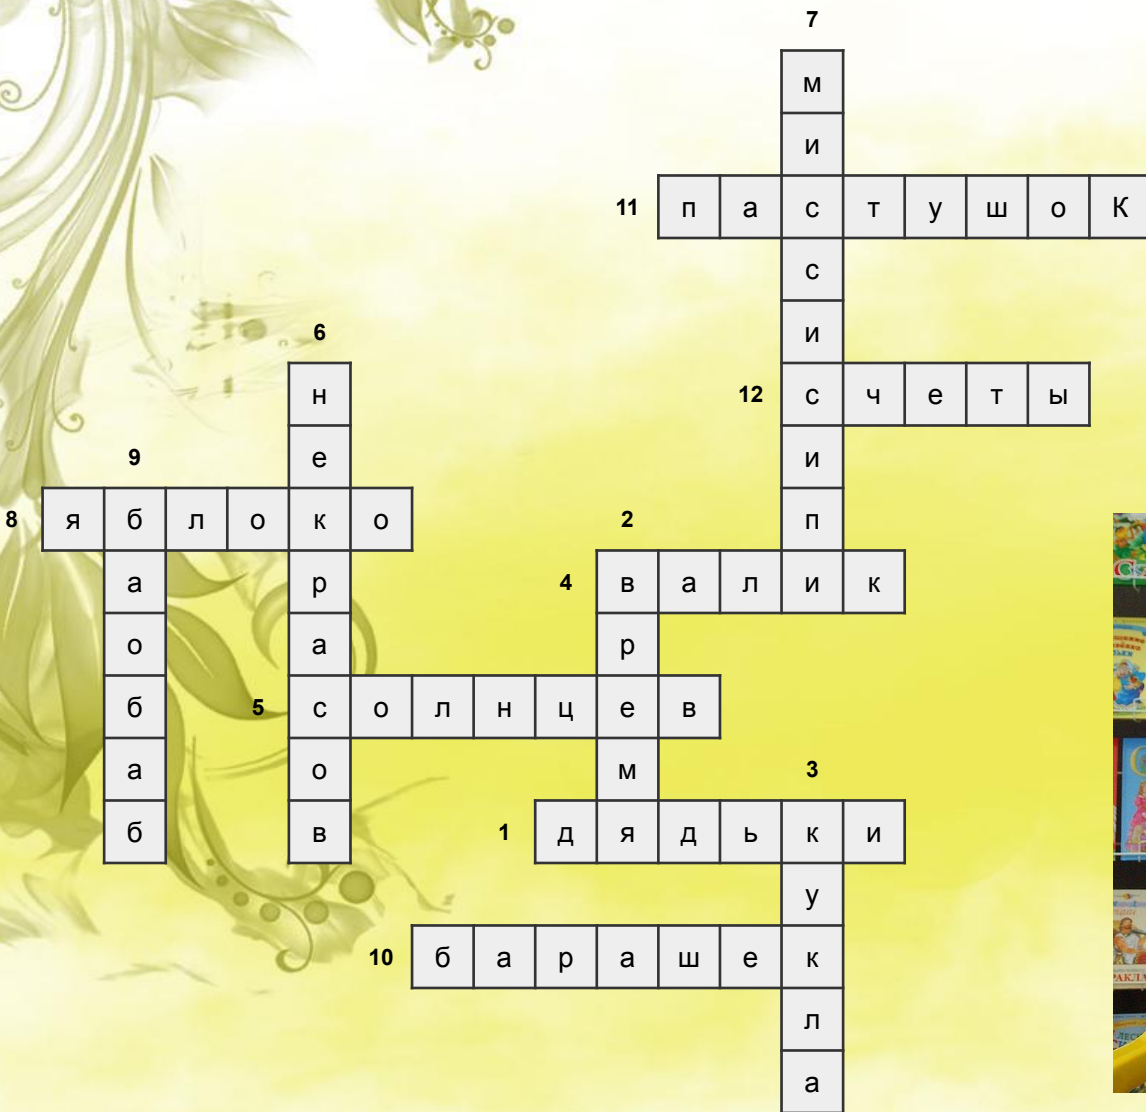 7
м
и
11 п а с т у ш о К
с
6 и
н 12 с ч е т ы
9 е и
8 я б л о к о 2 п
а р 4 в а л и к
о а р
б 5 с о л н ц е в
а о м 3
б в 1 д я д ь к и
у
10 б а р а ш е к
л
а